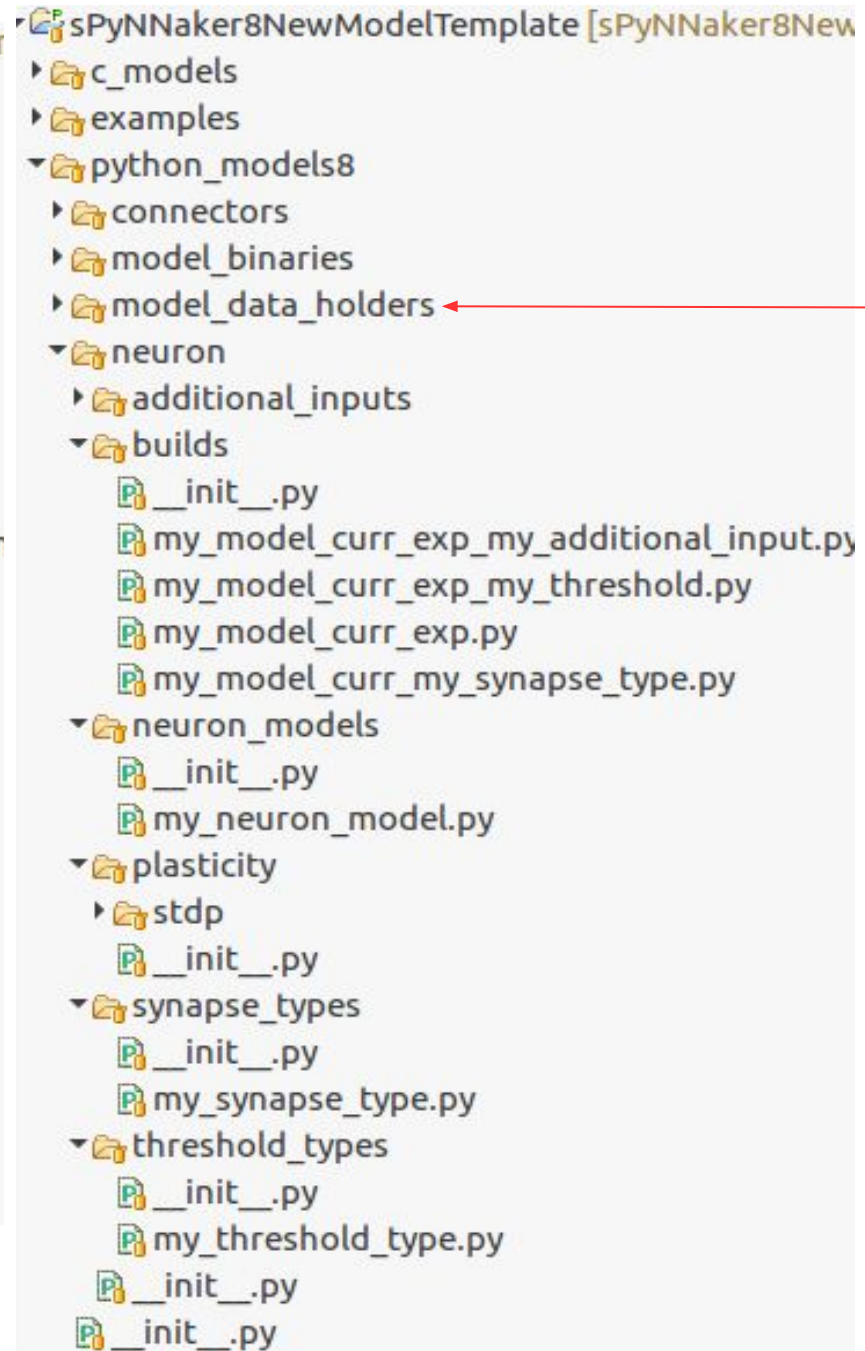 sPyNNaker8NewModelTemplate [sPyNNaker8New
c_models
examples
python_models8
connectors
model_binaries
model_data_holders
neuron
additional_inputs
builds
__init__.py
my_model_curr_exp_my_additional_input.py
my_model_curr_exp_my_threshold.py
my_model_curr_exp.py
my_model_curr_my_synapse_type.py
neuron_models
__init__.py
my_neuron_model.py
plasticity
stdp
__init__.py
synapse_types
__init__.py
my_synapse_type.py
threshold_types
__init__.py
my_threshold_type.py
__init__.py
__init__.py